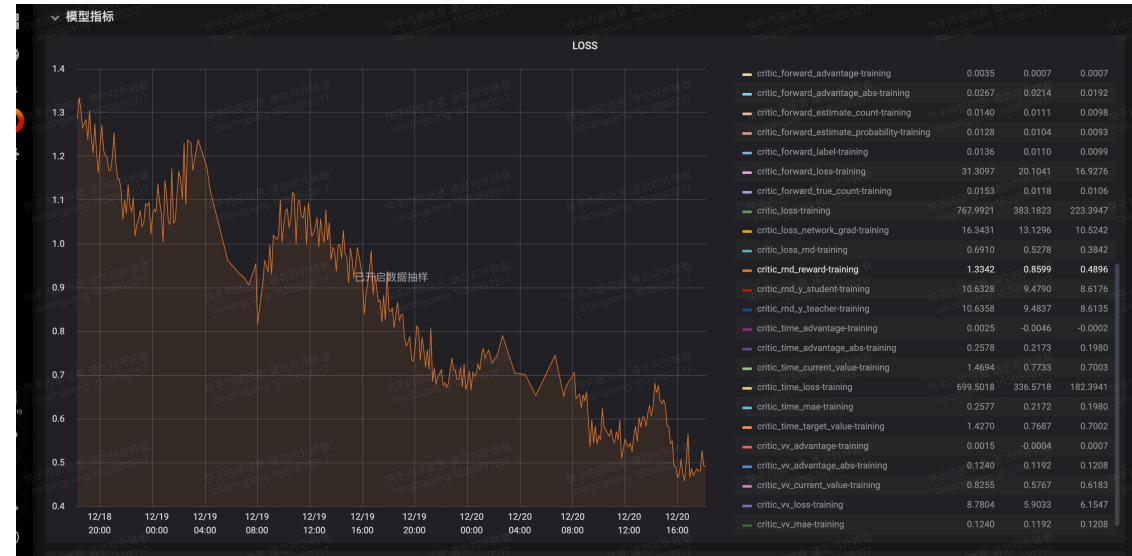 模型指标
LOSS
1.4
1.3
1.2
1.1
1.0
0.9
0.8
0.7
0.6
0.5
0.4
已开启数据抽样
12/18 20:00
12/19 00:00
12/19 04:00
12/19 08:00
12/19 12:00
12/19 16:00
12/19 20:00
12/20 00:00
12/20 04:00
12/20 08:00
12/20 12:00
12/20 16:00
critic_forward_advantage-training 0.0035 0.0007 0.0007
critic_forward_advantage_abs-training 0.0267 0.0214 0.0192
critic_forward_estimate_count-training 0.0140 0.0111 0.0098
critic_forward_estimate_probability-training 0.0128 0.0104 0.0093
critic_forward_label-training 0.0136 0.0110 0.0099
critic_forward_loss-training 31.3097 20.1041 16.9276
critic_forward_true_count-training 0.0153 0.0118 0.0106
critic_loss-training 767.9921 383.1823 223.3947
critic_loss_network_grad-training 16.3431 13.1296 10.5242
critic_loss_rnd-training 0.6910 0.5278 0.3842
critic_rnd_reward-training 1.3342 0.8599 0.4896
critic_rnd_y_student-training 10.6328 9.4790 8.6176
critic_rnd_y_teacher-training 10.6358 9.4837 8.6135
critic_time_advantage-training 0.0025 -0.0046 -0.0002
critic_time_advantage_abs-training 0.2578 0.2173 0.1980
critic_time_current_value-training 1.4694 0.7733 0.7003
critic_time_loss-training 699.5018 336.5718 182.3941
critic_time_mae-training 0.2577 0.2172 0.1980
critic_time_target_value-training 1.4270 0.7687 0.7002
critic_vv_advantage-training 0.0015 -0.0004 0.0007
critic_vv_advantage_abs-training 0.1240 0.1192 0.1208
critic_vv_current_value-training 0.8255 0.5767 0.6183
critic_vv_loss-training 8.7804 5.9033 6.1547
critic_vv_mae-training 0.1240 0.1192 0.1208